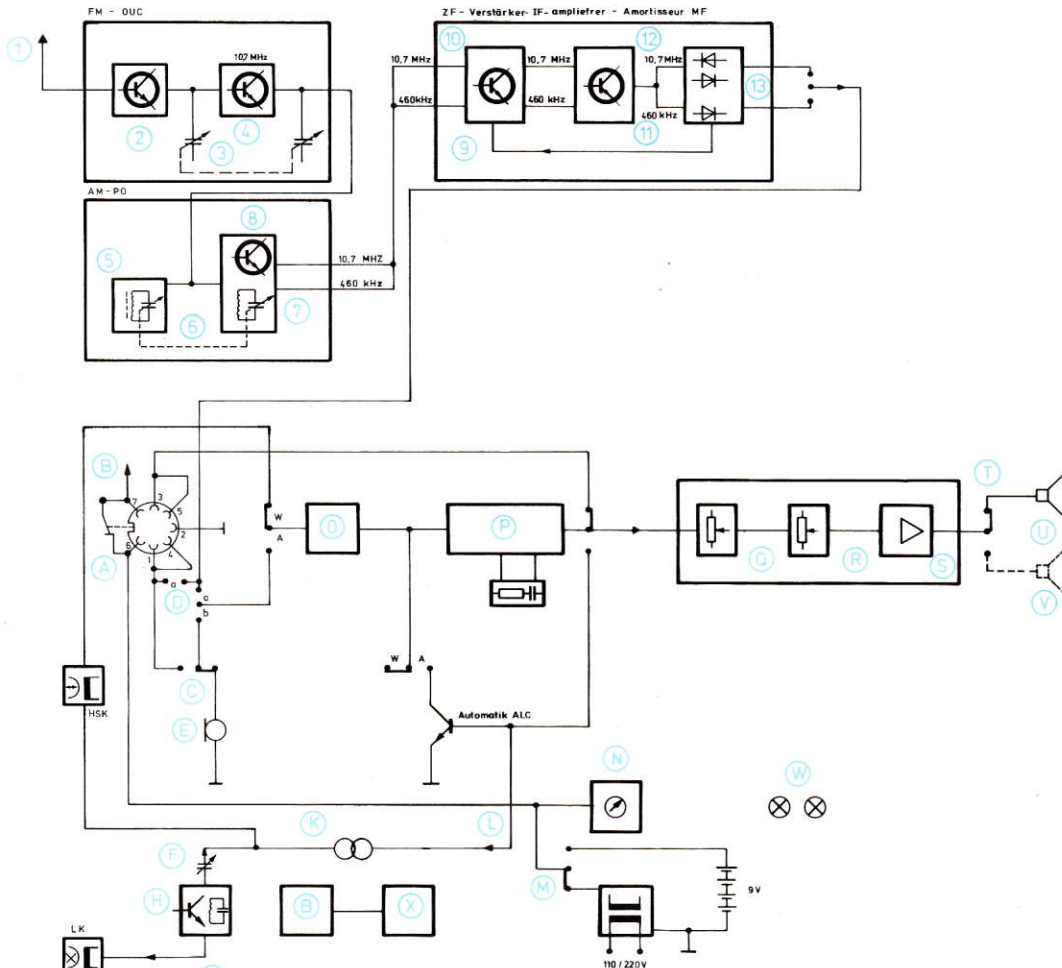 FM - OUC
ZF- Verstärker- IF- ampliefrer - Amortisseur MF
1
10
12
10,7 MHz
10,7 MHz
10,7 MHz
10,7 MHz
13
2
3
4
460kHz
460 kHz
460 kHz
9
11
AM-PO
8
5
10,7 MHZ
460 kHz
6
7
B
7
3
5
2
6
1
4
W
A
O
P
T
U
A
a
D
a
b
Q
R
S
V
W
A
C
HSK
E
Automatik ALC
N
W
K
L
F
M
9V
H
B
X
LK
110 / 220V